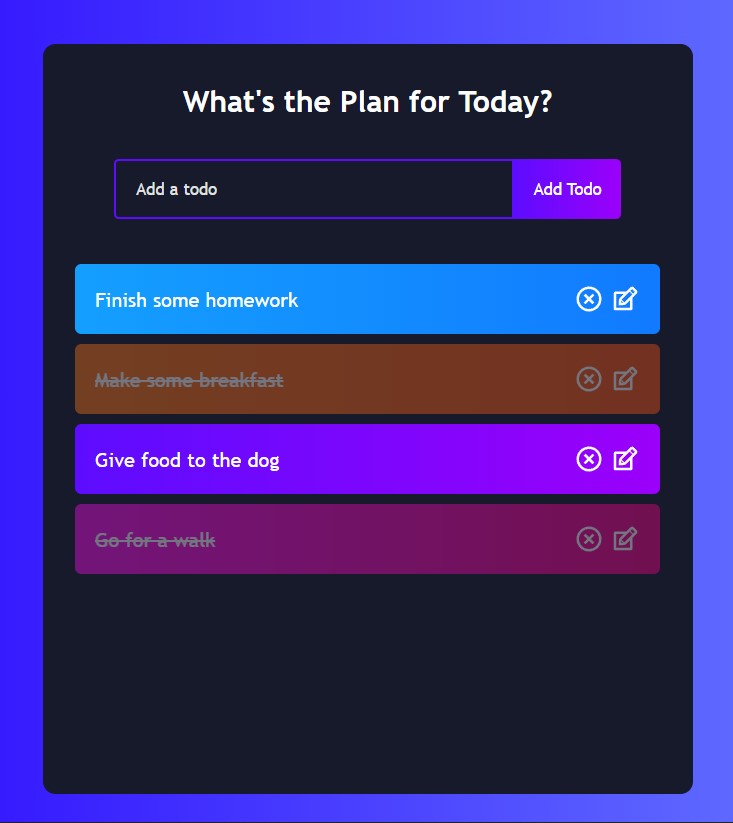 What's the Plan for Today?
Add a todo
Add Todo
Finish some homework
Make some breakfast
Give food to the dog
Go for a walk